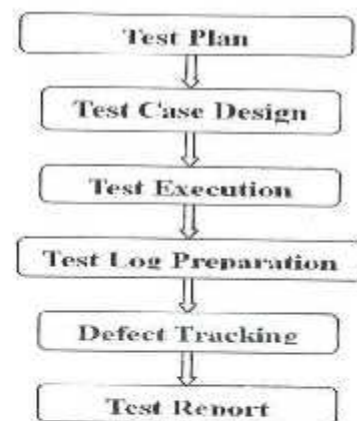 Test Plan
Test Case Design
Test Execution
Test Log Preparation
Defect Tracking
Test Report